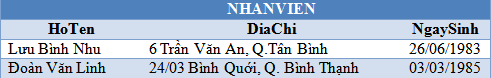 NHANVIEN
HoTen DiaChi NgaySinh
Lưu Bình Nhu 6 Trần Văn An, Q.Tân Bình 26/06/1983
Đoàn Văn Linh 24/03 Bình Quới, Q. Bình Thạnh 03/03/1985